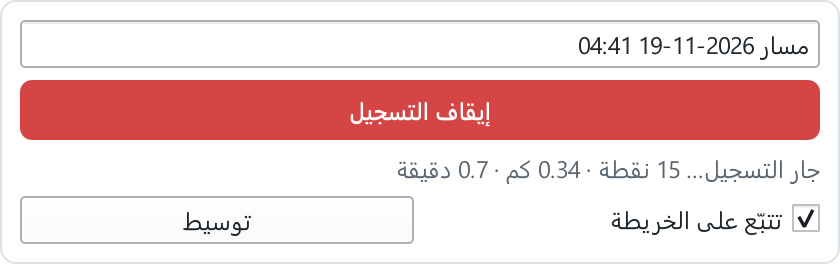 مسار 2026-11-19 04:41
إيقاف التسجيل
جار التسجيل... 15 نقطة · 0.34 كم · 0.7 دقيقة
تتبّع على الخريطة
توسيط